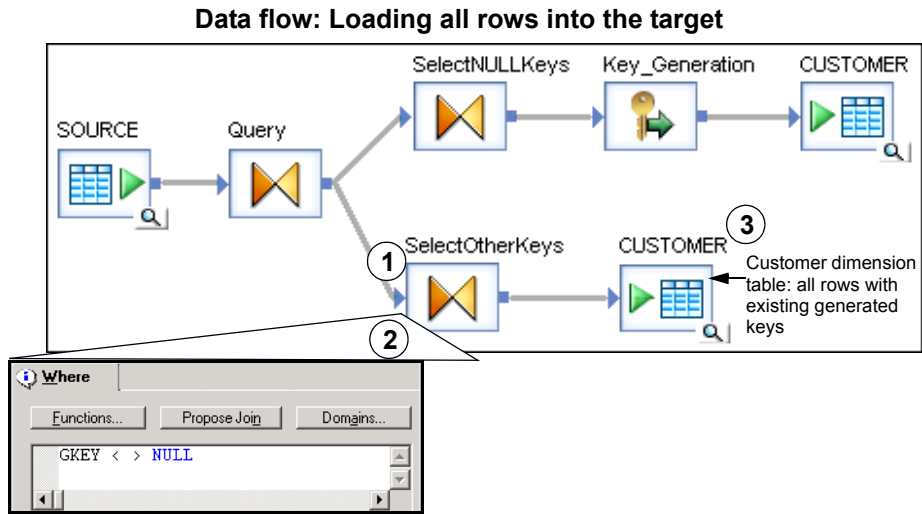 Data flow: Loading all rows into the target
SelectNULLKeys
Key_Generation
CUSTOMER
SOURCE
Query
SelectOtherKeys
CUSTOMER
1
2
3
Customer dimension
table: all rows with
existing generated
keys
Where
Functions...
Propose Join
Domains...
GKEY < > NULL